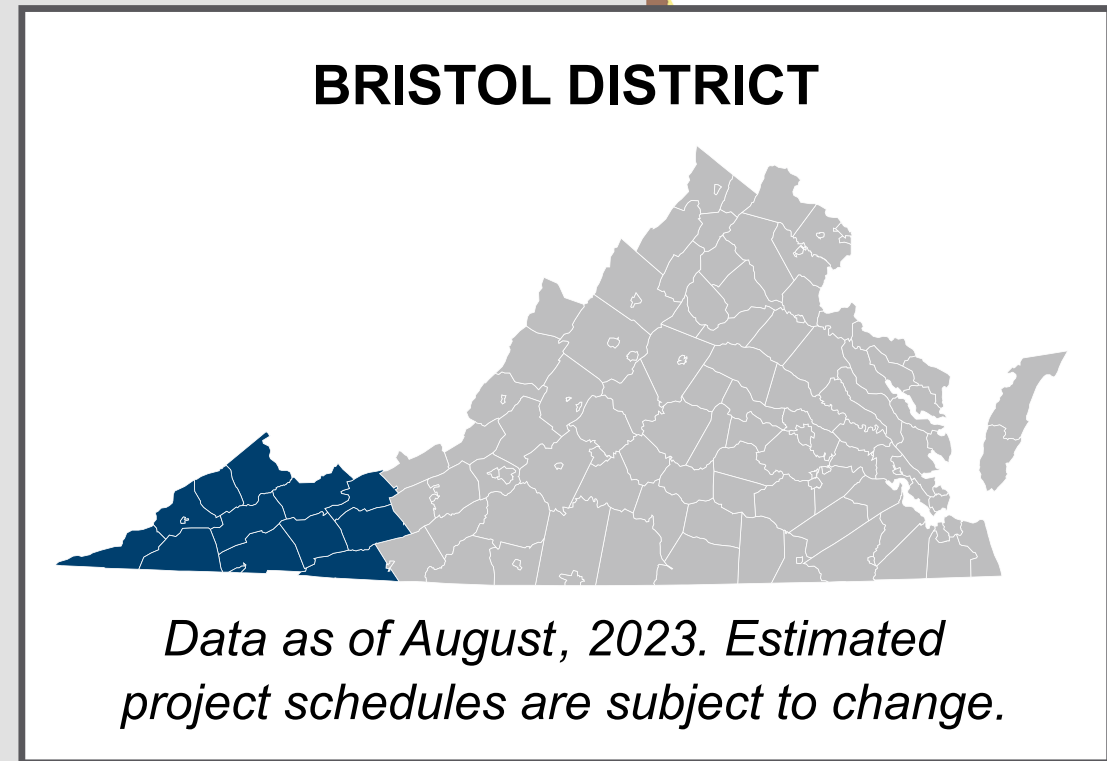 BRISTOL DISTRICT
Data as of August, 2023. Estimated
project schedules are subject to change.